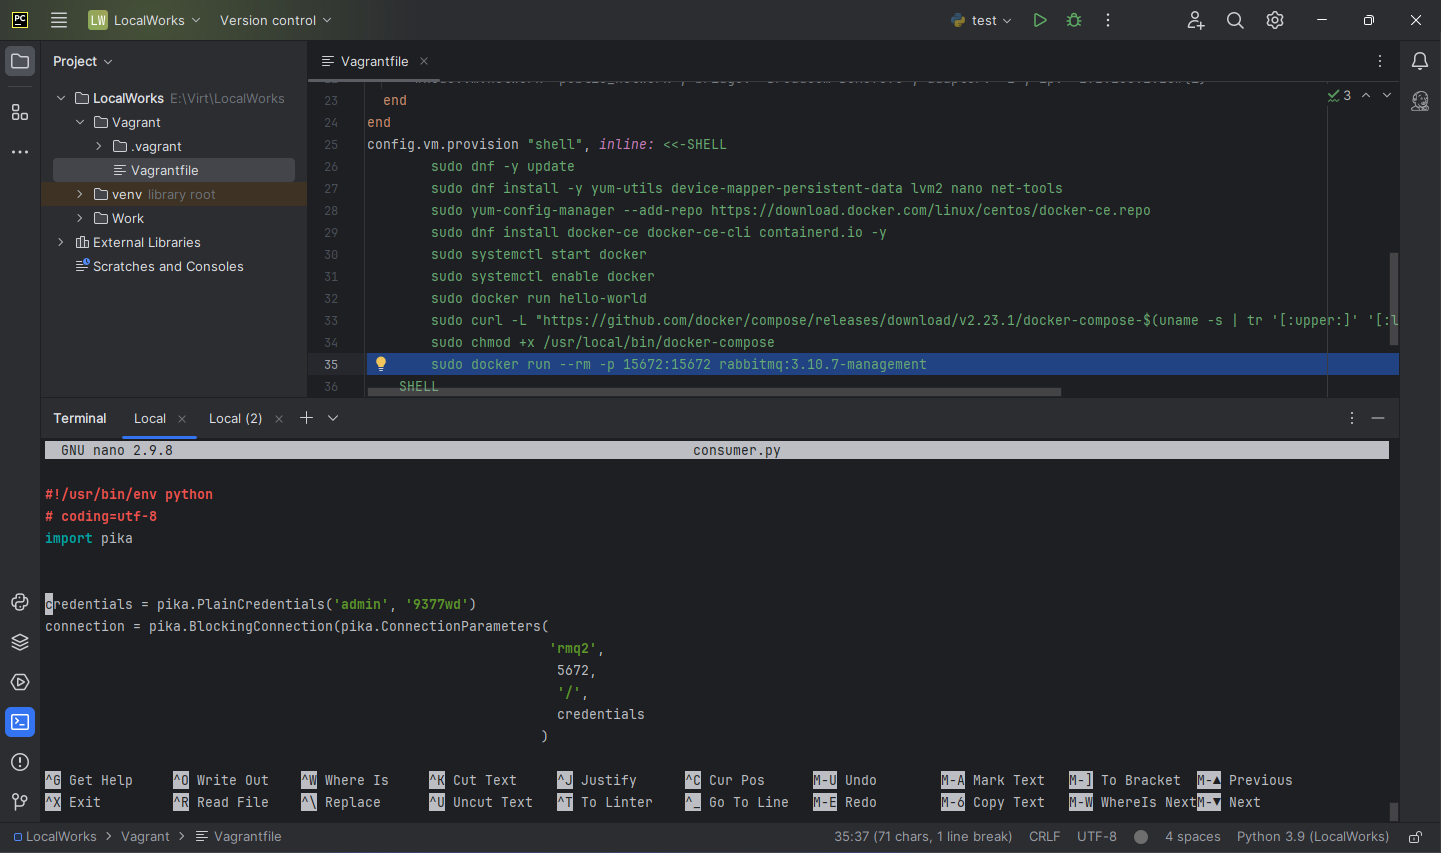 PC LW LocalWorks Version control test
Project
LocalWorks E:\Virt\LocalWorks
Vagrant
.vagrant
Vagrantfile
venv library root
Work
External Libraries
Scratches and Consoles
Vagrantfile
3
23 end
24 end
25 config.vm.provision "shell", inline: <<-SHELL
26 sudo dnf -y update
27 sudo dnf install -y yum-utils device-mapper-persistent-data lvm2 nano net-tools
28 sudo yum-config-manager --add-repo https://download.docker.com/linux/centos/docker-ce.repo
29 sudo dnf install docker-ce docker-ce-cli containerd.io -y
30 sudo systemctl start docker
31 sudo systemctl enable docker
32 sudo docker run hello-world
33 sudo curl -L "https://github.com/docker/compose/releases/download/v2.23.1/docker-compose-$(uname -s | tr '[:upper:]' '[:l
34 sudo chmod +x /usr/local/bin/docker-compose
35 sudo docker run --rm -p 15672:15672 rabbitmq:3.10.7-management
36 SHELL
Terminal Local Local (2)
GNU nano 2.9.8 consumer.py
#!/usr/bin/env python
# coding=utf-8
import pika
credentials = pika.PlainCredentials('admin', '9377wd')
connection = pika.BlockingConnection(pika.ConnectionParameters(
'rmq2',
5672,
'/',
credentials
)
^G Get Help ^O Write Out ^W Where Is ^K Cut Text ^J Justify ^C Cur Pos M-U Undo M-A Mark Text M-] To Bracket M-▲ Previous
^X Exit ^R Read File ^\ Replace ^U Uncut Text ^T To Linter ^_ Go To Line M-E Redo M-6 Copy Text M-W WhereIs Next M-▼ Next
LocalWorks > Vagrant > Vagrantfile 35:37 (71 chars, 1 line break) CRLF UTF-8 4 spaces Python 3.9 (LocalWorks)